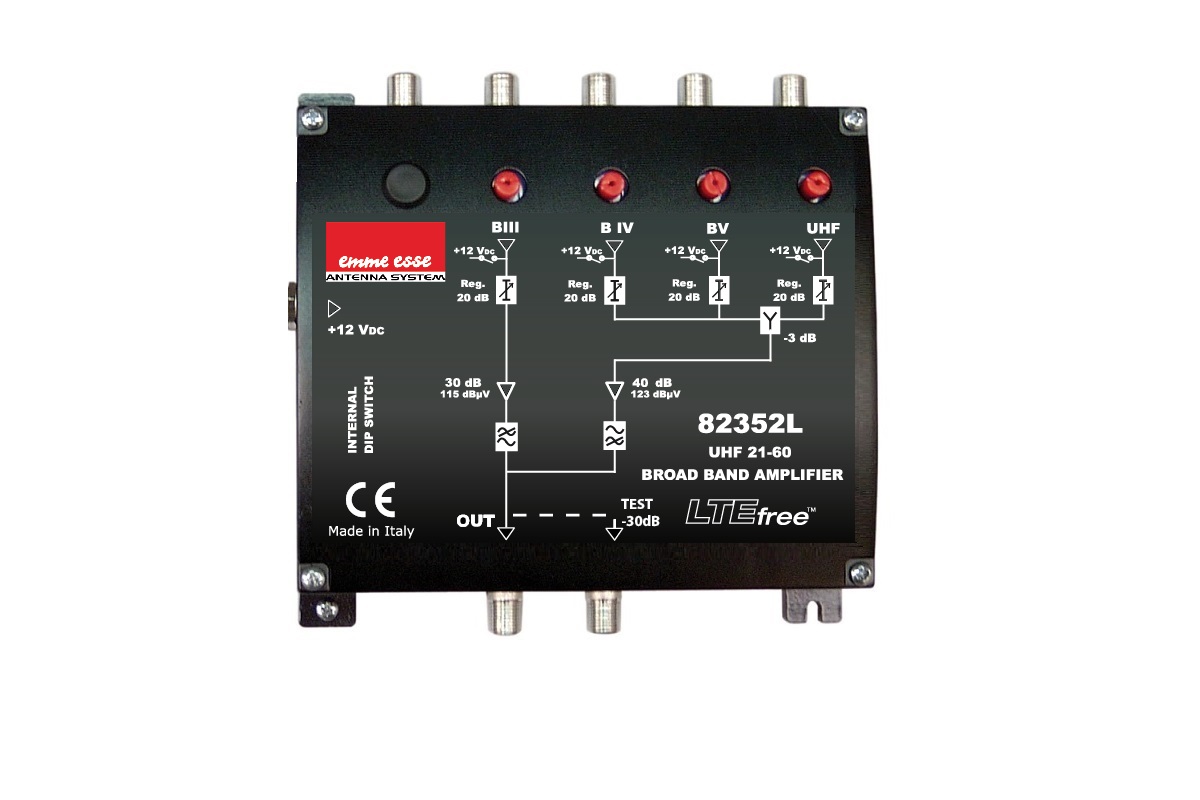 BIII
B IV
BV
UHF
+12 VDC
+12 VDC
+12 VDC
+12 VDC
emme esse
ANTENNA SYSTEM
Reg.
20 dB
Reg.
20 dB
Reg.
20 dB
Reg.
20 dB
+12 VDC
Y
-3 dB
INTERNAL
DIP SWITCH
30 dB
115 dBµV
40 dB
123 dBµV
82352L
UHF 21-60
BROAD BAND AMPLIFIER
CE
Made in Italy
OUT
TEST
-30dB
LTEfree™